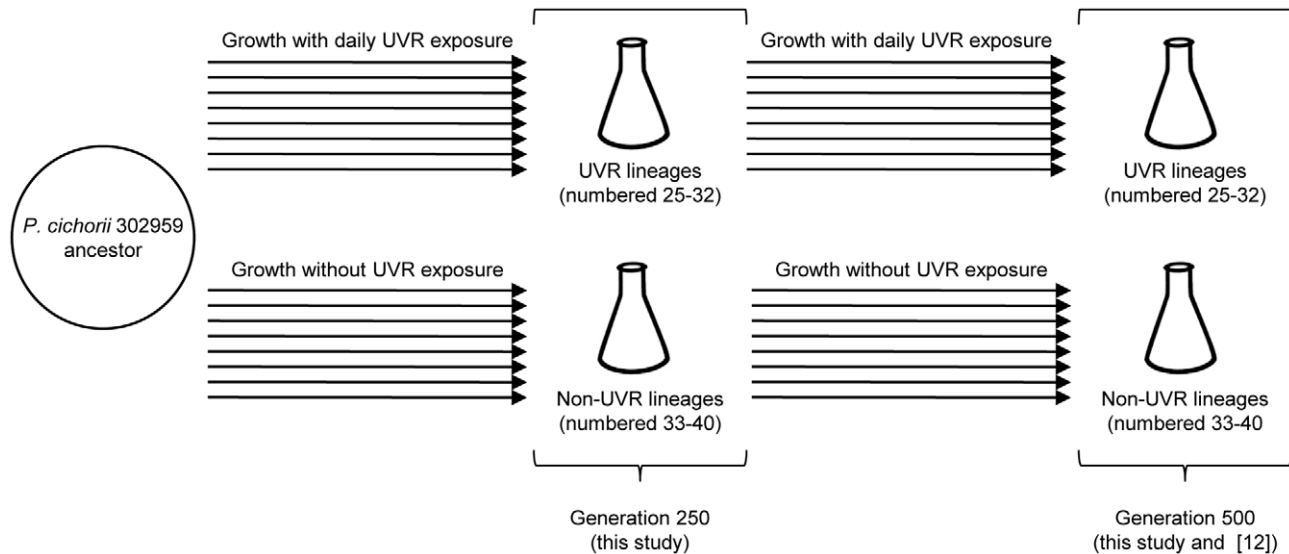 Growth with daily UVR exposure
Growth with daily UVR exposure
UVR lineages
(numbered 25-32)
UVR lineages
(numbered 25-32)
P. cichorii 302959
ancestor
Growth without UVR exposure
Growth without UVR exposure
Non-UVR lineages
(numbered 33-40)
Non-UVR lineages
(numbered 33-40
Generation 250
(this study)
Generation 500
(this study and [12])